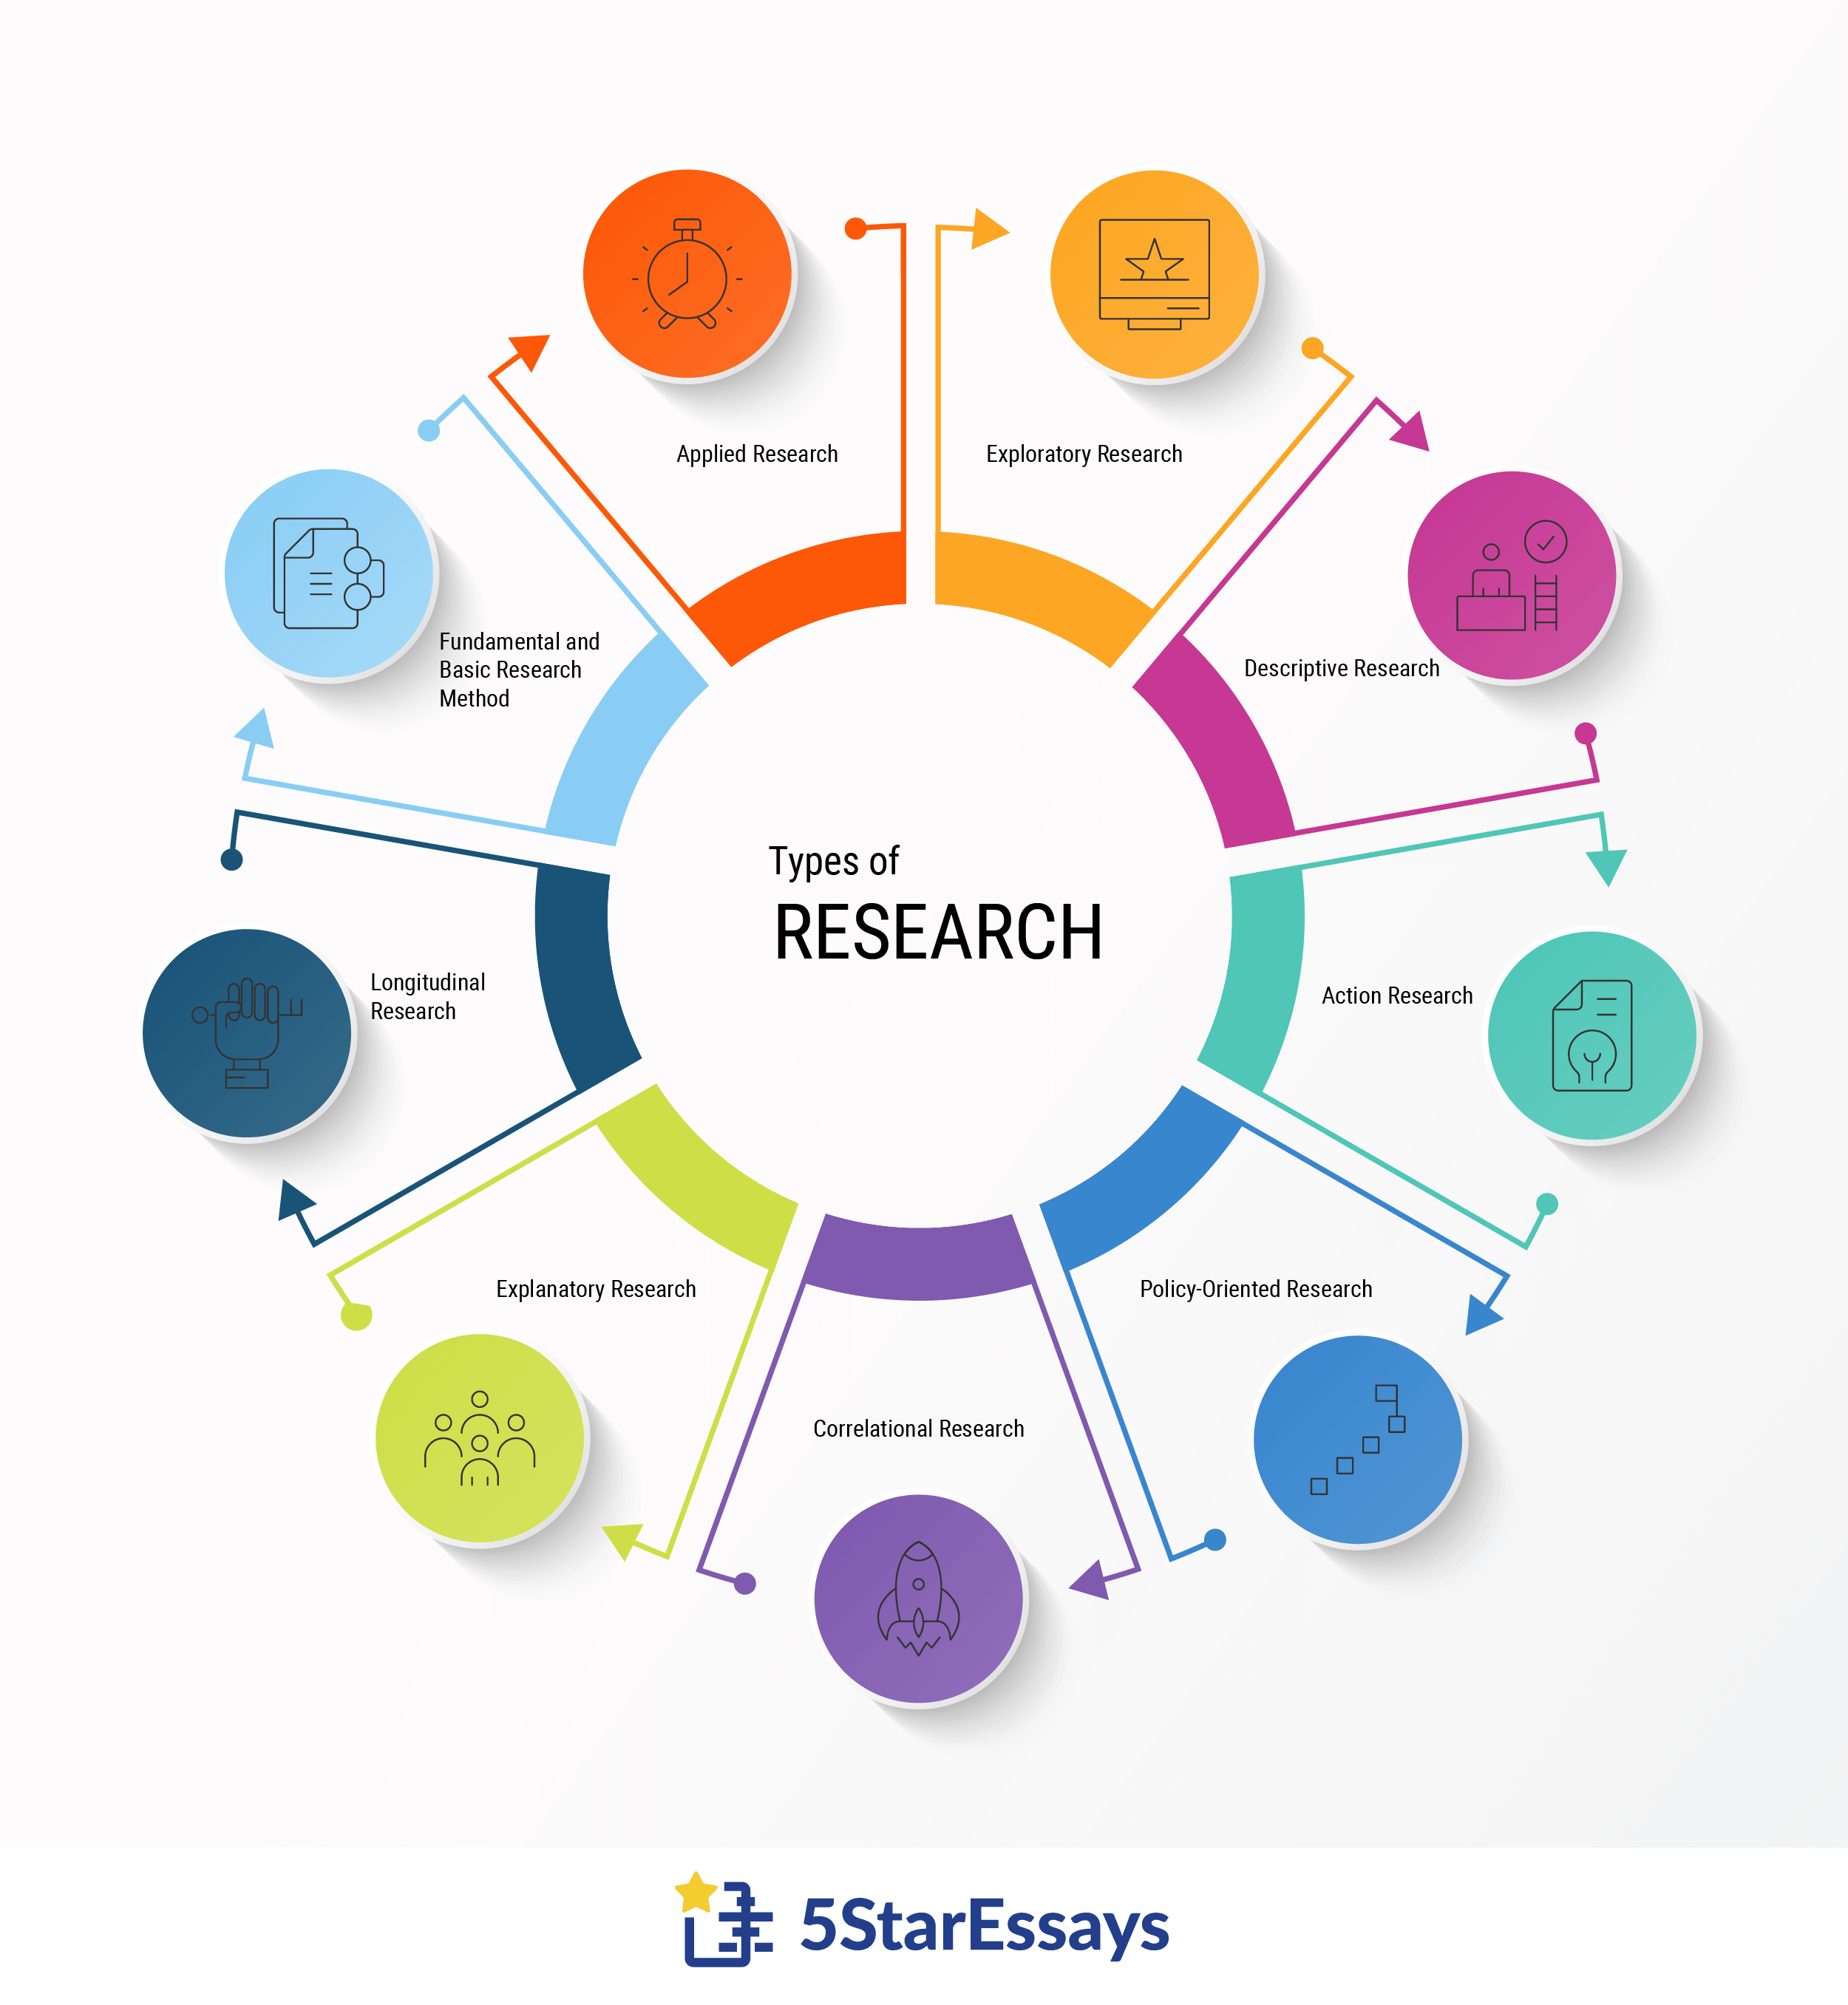 Applied Research
Exploratory Research
Fundamental and
Basic Research
Method
Descriptive Research
Types of
RESEARCH
Longitudinal
Research
Action Research
Explanatory Research
Policy-Oriented Research
Correlational Research
5StarEssays